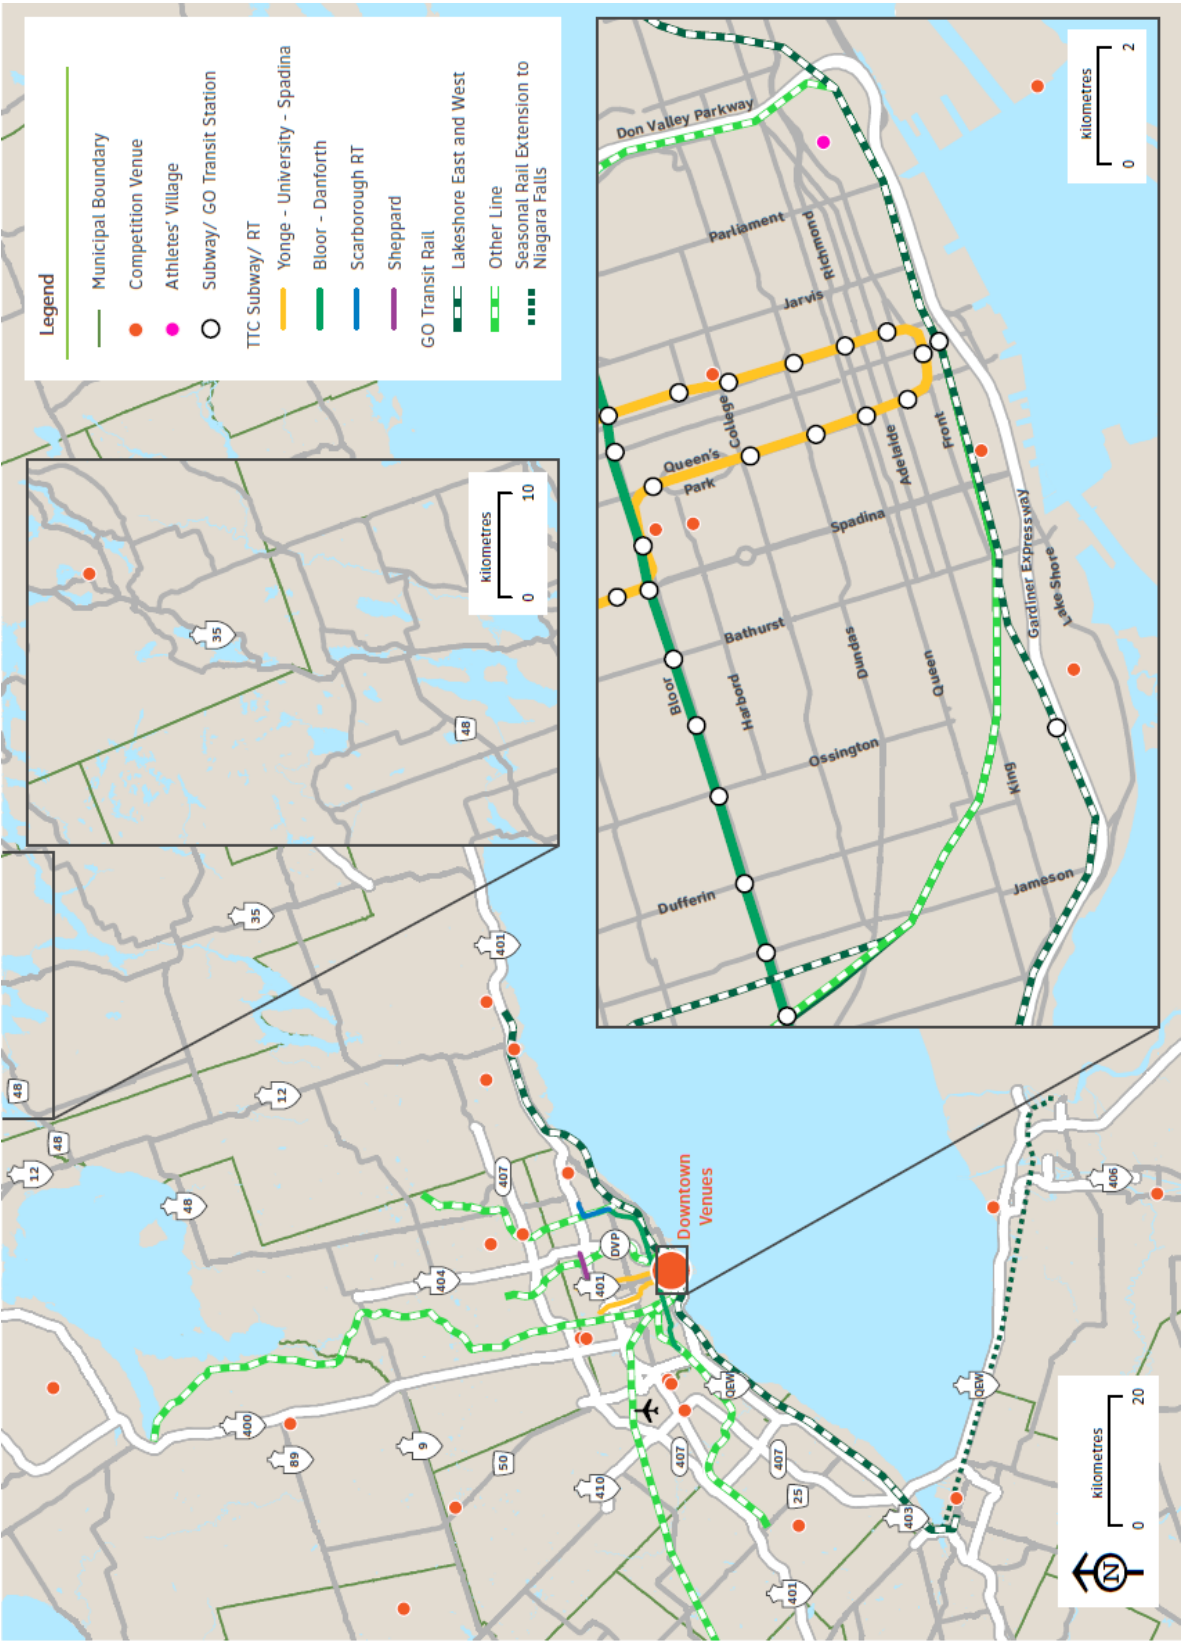 Legend
Municipal Boundary
Competition Venue
Athletes' Village
Subway/ GO Transit Station
TTC Subway/ RT
Yonge - University - Spadina
Bloor - Danforth
Scarborough RT
Sheppard
GO Transit Rail
Lakeshore East and West
Other Line
Seasonal Rail Extension to
Niagara Falls
35
48
kilometres
0 10
Don Valley Parkway
Parliament
Richmond
Jarvis
College
Queen's
Park
Adelaide
Front
Spadina
Gardiner Expressway
Lake Shore
Bathurst
Bloor
Harbord
Dundas
Queen
Ossington
King
Dufferin
Jameson
kilometres
0 2
48
12
48
48
12
35
401
407
404
DVP
401
Downtown
Venues
400
89
9
50
410
407
407
25
QEW
403
401
QEW
406
kilometres
0 20
N